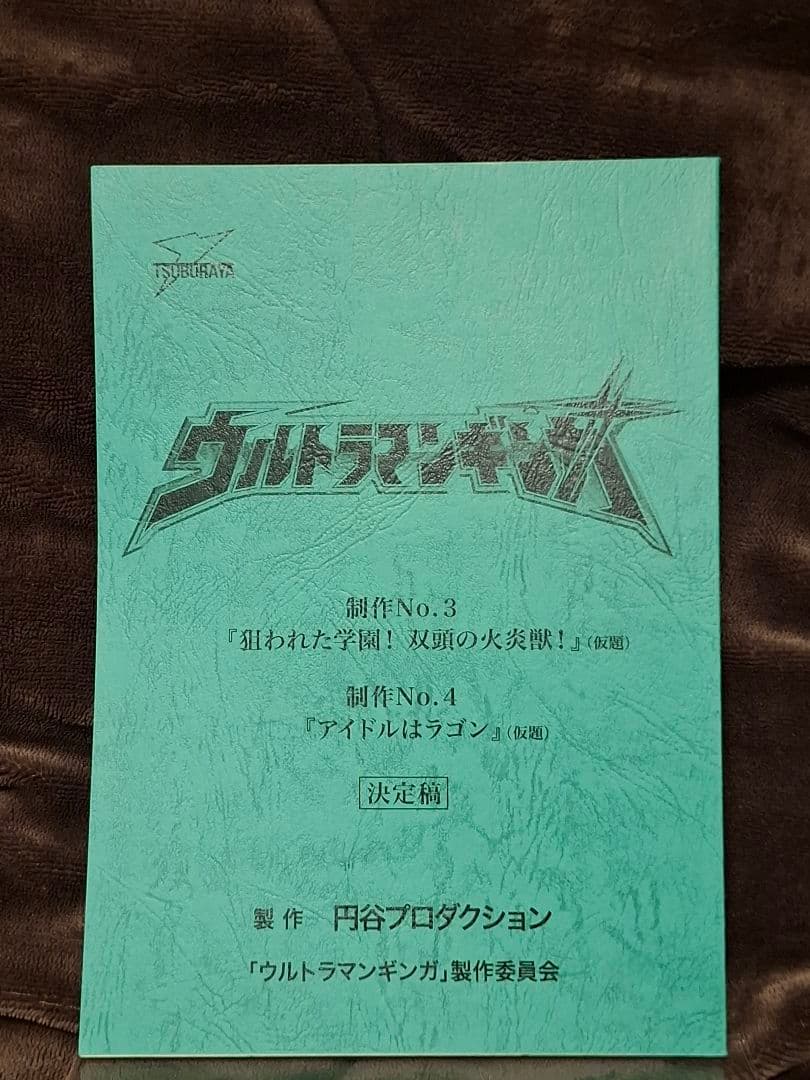 TSUBURAYA
ウルトラマンギンガ
制作No.3
『狙われた学園！双頭の火炎獣！』(仮題)
制作No.4
『アイドルはラゴン』(仮題)
決定稿
製作 円谷プロダクション
「ウルトラマンギンガ」製作委員会